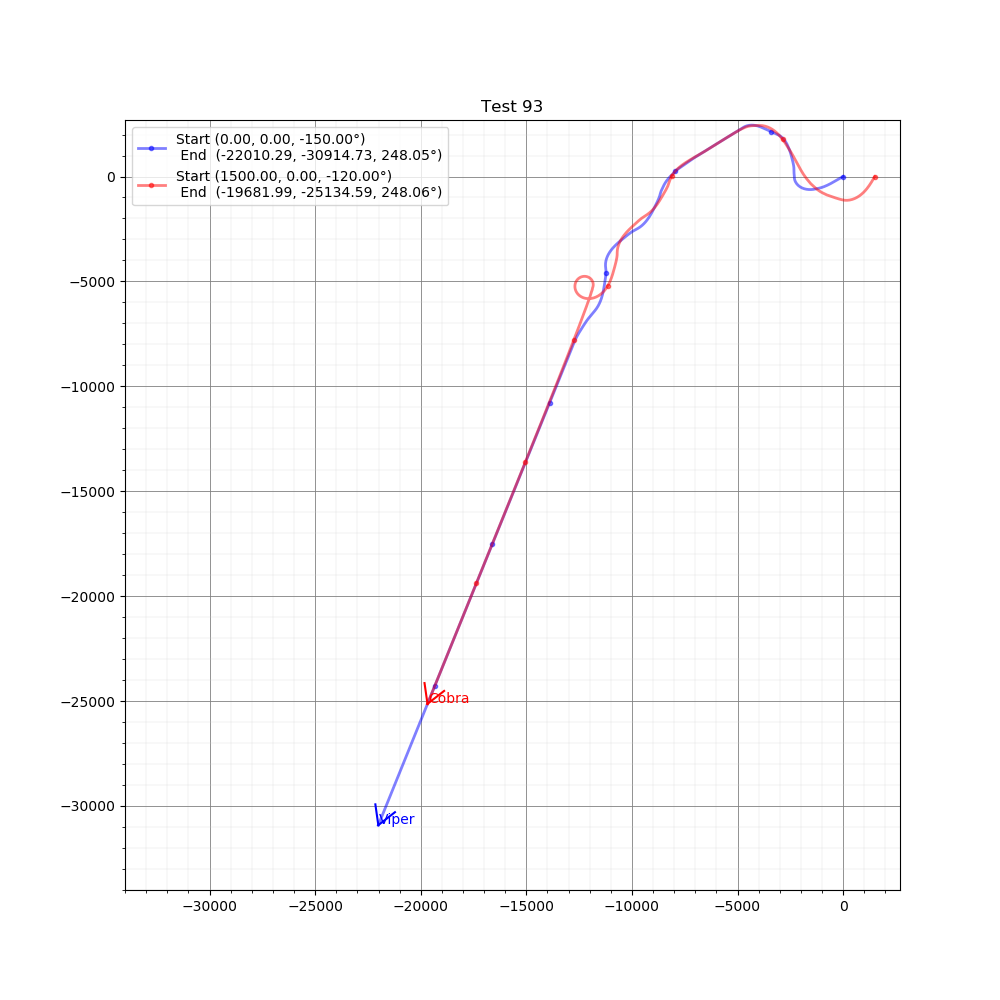 Test 93
Start (0.00, 0.00, -150.00°)
End (-22010.29, -30914.73, 248.05°)
Start (1500.00, 0.00, -120.00°)
End (-19681.99, -25134.59, 248.06°)
0
−5000
−10000
−15000
−20000
−25000
−30000
Cobra
Viper
−30000 −25000 −20000 −15000 −10000 −5000 0